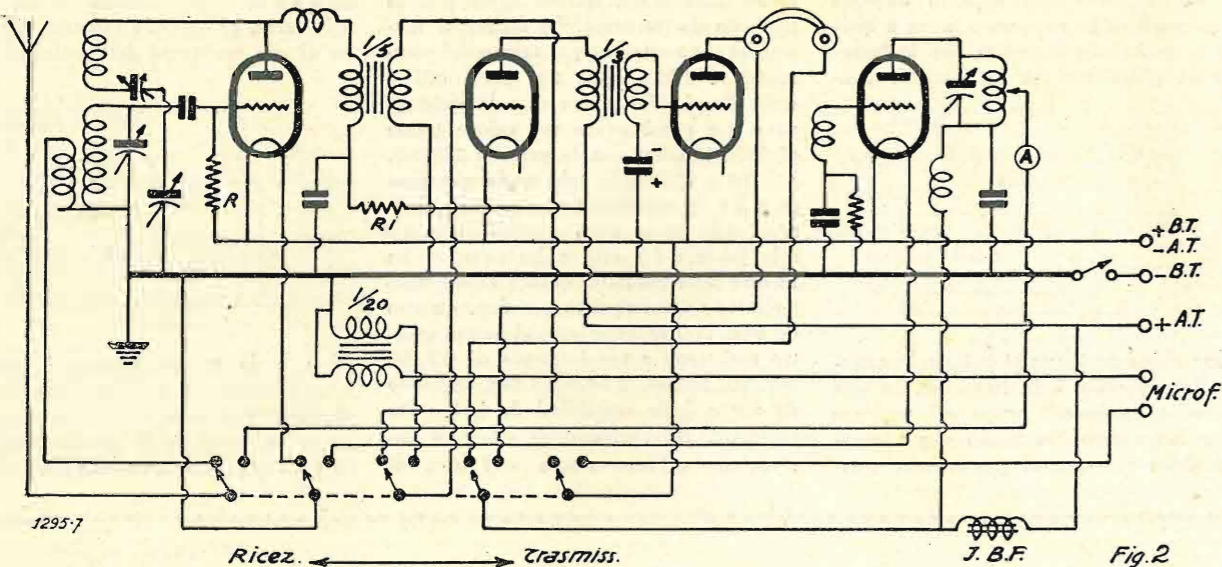 1/5
1/3
R
R1
A
-
+
+ B.T.
- A.T.
- B.T.
+ A.T.
1/20
Microf.
1295-7
Ricez.
Trasmiss.
J. B. F.
Fig.2